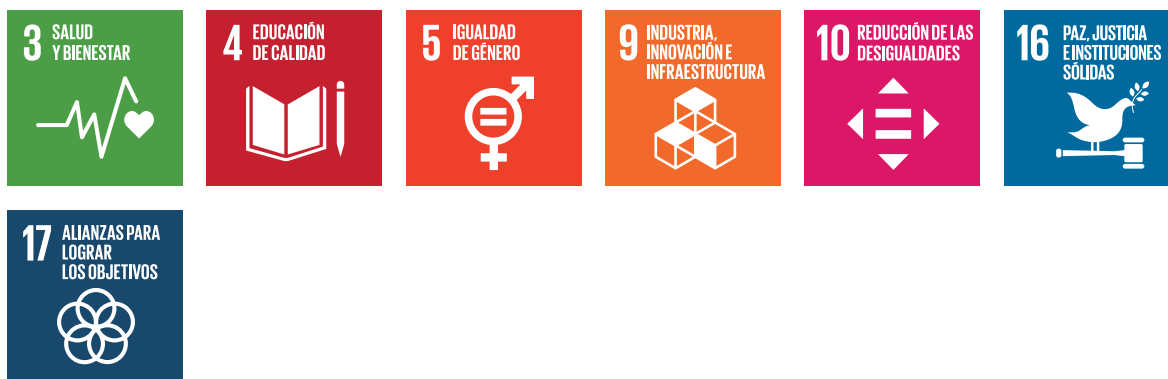 3 SALUD
Y BIENESTAR
4 EDUCACIÓN
DE CALIDAD
5 IGUALDAD
DE GÉNERO
9 INDUSTRIA,
INNOVACIÓN E
INFRAESTRUCTURA
10 REDUCCIÓN DE LAS
DESIGUALDADES
16 PAZ, JUSTICIA
E INSTITUCIONES
SÓLIDAS
17 ALIANZAS PARA
LOGRAR
LOS OBJETIVOS